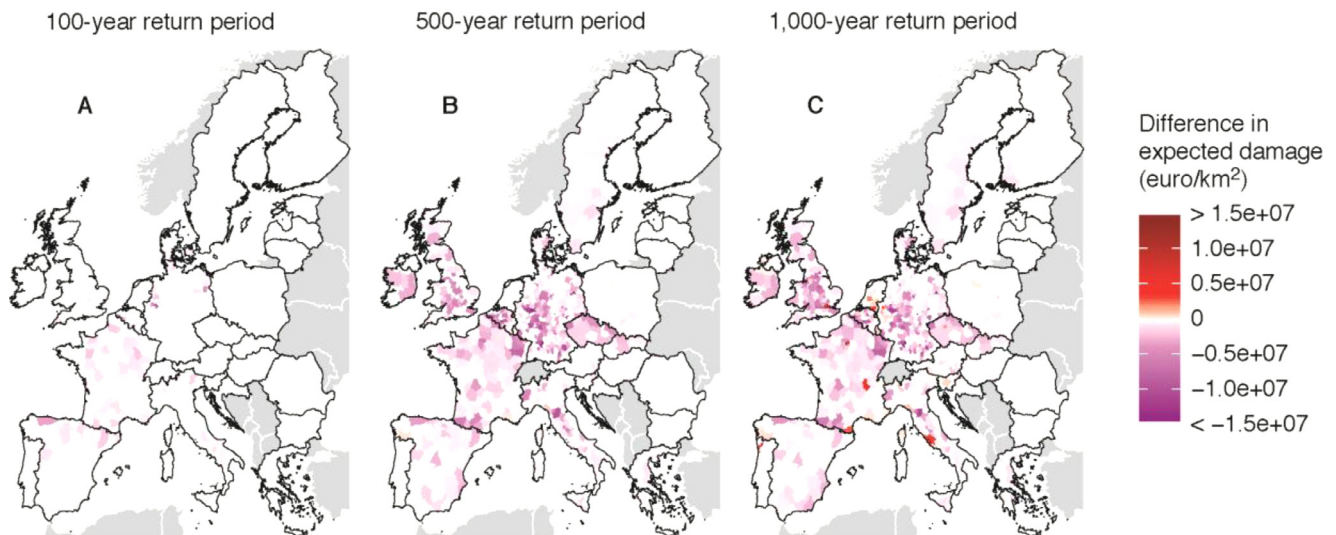 100-year return period
500-year return period
1,000-year return period
A
B
C
Difference in
expected damage
(euro/km²)
> 1.5e+07
1.0e+07
0.5e+07
0
−0.5e+07
−1.0e+07
< −1.5e+07